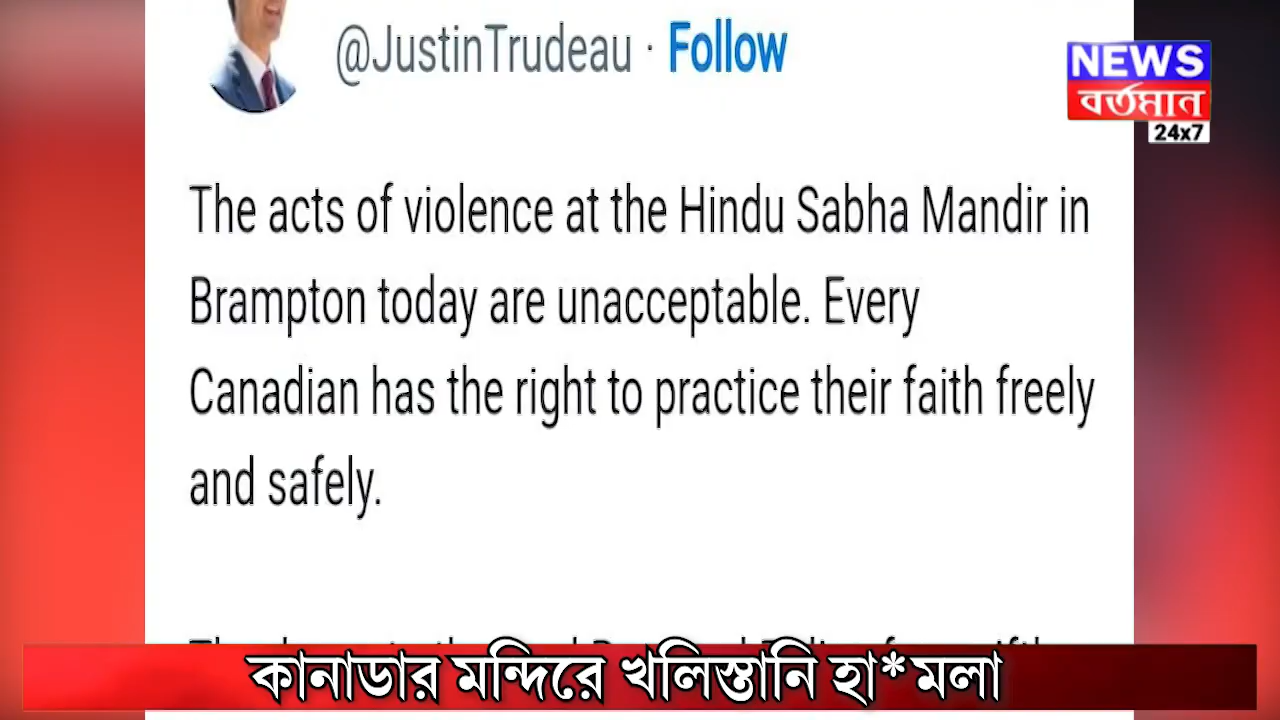 @JustinTrudeau · Follow
NEWS
বর্তমান
24x7
The acts of violence at the Hindu Sabha Mandir in
Brampton today are unacceptable. Every
Canadian has the right to practice their faith freely
and safely.
কানাডার মন্দিরে খলিস্তানি হা*মলা